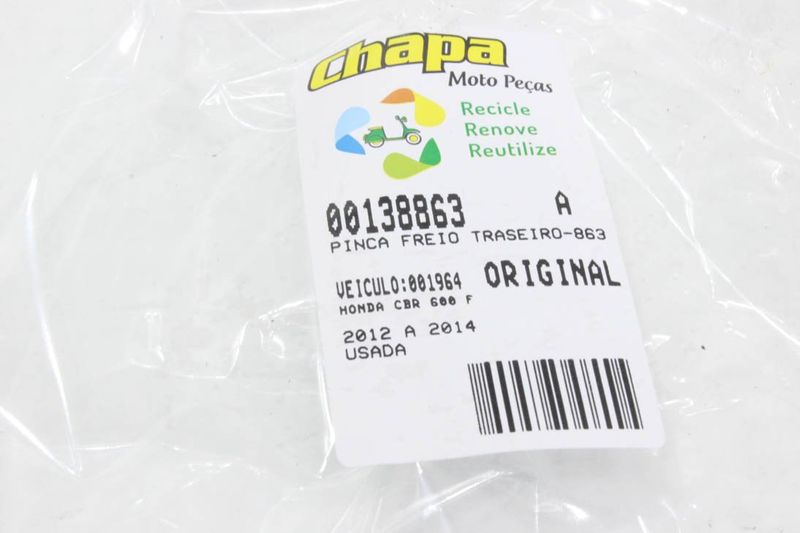 Chapa
Moto Peças
Recicle
Renove
Reutilize
00138863 A
PINCA FREIO TRASEIRO-863
VEICULO:001964 ORIGINAL
HONDA CBR 600 F
2012 A 2014
USADA